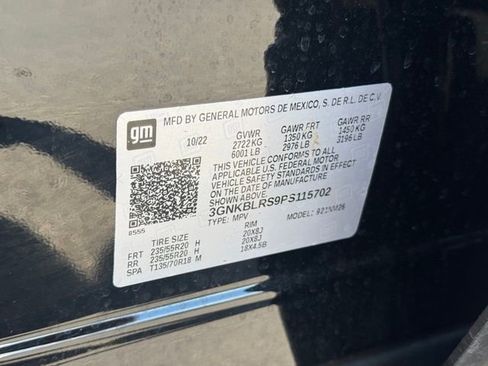 gm
MFD BY GENERAL MOTORS DE MEXICO, S. DE R.L. DE C.V.
10/22 GVWR GAWR FRT GAWR RR
2722 KG 1350 KG 1450 KG
6001 LB 2976 LB 3196 LB
THIS VEHICLE CONFORMS TO ALL
APPLICABLE U.S. FEDERAL MOTOR
VEHICLE SAFETY AND THEFT PREVENTION
STANDARDS IN EFFECT ON THE DATE OF
MANUFACTURE SHOWN ABOVE.
3GNKBLRS9PS115702
TYPE: MPV MODEL:
TIRE SIZE RIM
FRT 235/55R20 H 20X8J
RR 235/55R20 H 20X8J
SPA T135/70R18 M 18X4.5B